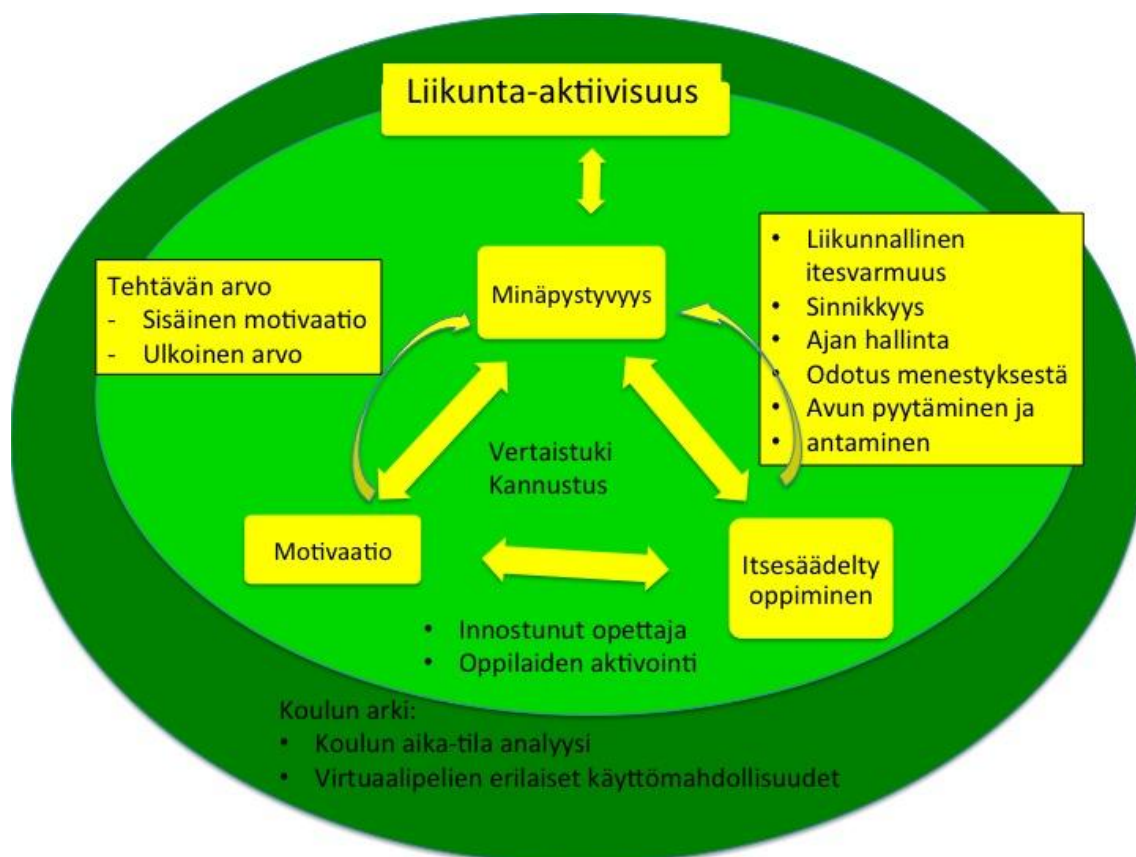 Liikunta-aktiivisuus
Tehtävän arvo
- Sisäinen motivaatio
- Ulkoinen arvo
Minäpystyvyys
• Liikunnallinen
itesvarmuus
• Sinnikkyys
• Ajan hallinta
• Odotus menestyksestä
• Avun pyytäminen ja
• antaminen
Vertaistuki
Kannustus
Motivaatio
Itsesäädelty
oppiminen
• Innostunut opettaja
• Oppilaiden aktivointi
Koulun arki:
• Koulun aika-tila analyysi
• Virtuaalipelien erilaiset käyttömahdollisuudet